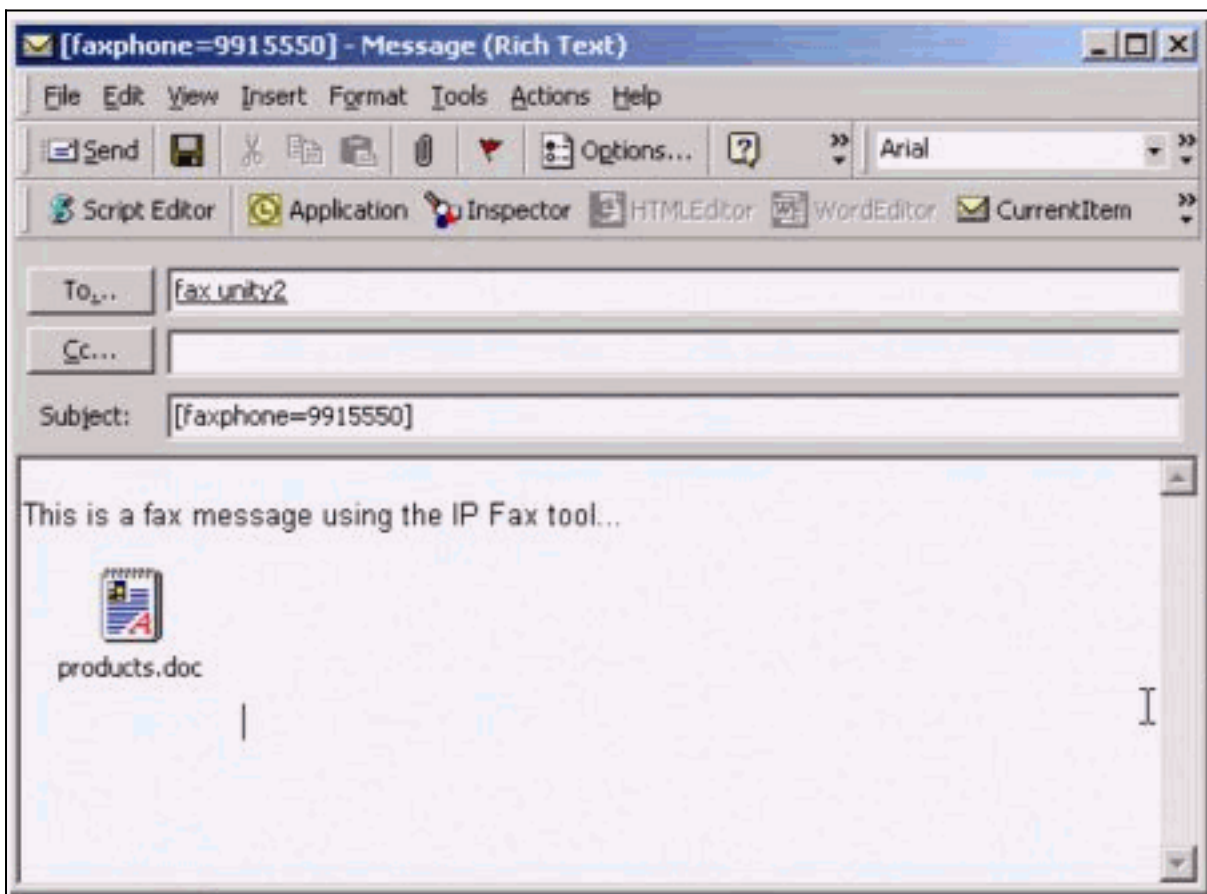 [faxphone=9915550] - Message (Rich Text)
File Edit View Insert Format Tools Actions Help
Send Options... Arial
Script Editor Application Inspector HTMLEditor WordEditor CurrentItem
To... fax unity2
Cc...
Subject: [faxphone=9915550]
This is a fax message using the IP Fax tool...
products.doc